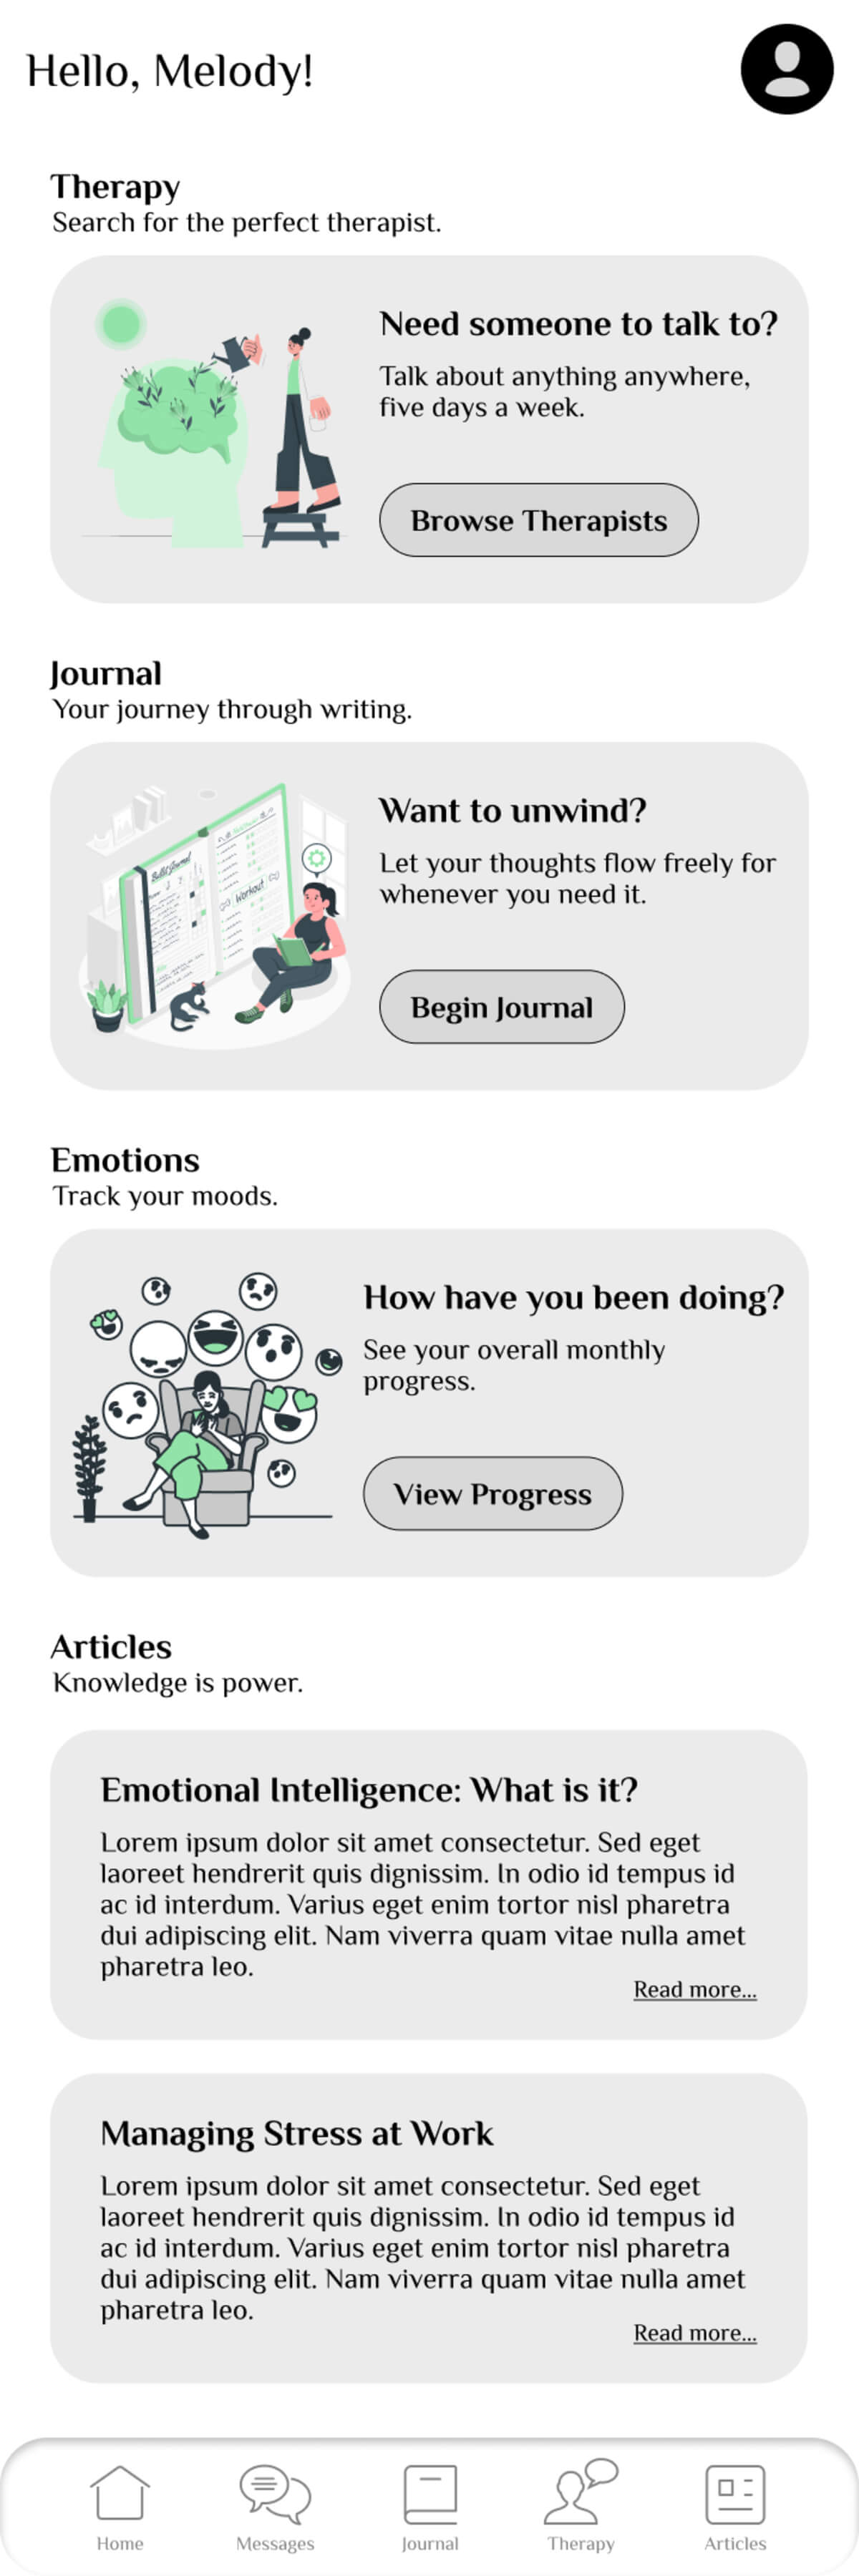 Hello, Melody!
Therapy
Search for the perfect therapist.
Need someone to talk to?
Talk about anything anywhere,
five days a week.
Browse Therapists
Journal
Your journey through writing.
Bullet Journal
Workout
Want to unwind?
Let your thoughts flow freely for
whenever you need it.
Begin Journal
Emotions
Track your moods.
How have you been doing?
See your overall monthly
progress.
View Progress
Articles
Knowledge is power.
Emotional Intelligence: What is it?
Lorem ipsum dolor sit amet consectetur. Sed eget
laoreet hendrerit quis dignissim. In odio id tempus id
ac id interdum. Varius eget enim tortor nisl pharetra
dui adipiscing elit. Nam viverra quam vitae nulla amet
pharetra leo.
Read more...
Managing Stress at Work
Lorem ipsum dolor sit amet consectetur. Sed eget
laoreet hendrerit quis dignissim. In odio id tempus id
ac id interdum. Varius eget enim tortor nisl pharetra
dui adipiscing elit. Nam viverra quam vitae nulla amet
pharetra leo.
Read more...
Home
Messages
Journal
Therapy
Articles